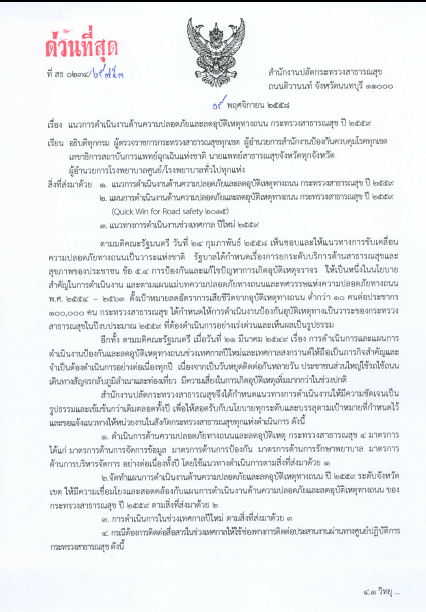 ด่วนที่สุด
ที่ สธ ๐๒๓๔/
สำนักงานปลัดกระทรวงสาธารณสุข
ถนนติวานนท์ จังหวัดนนทบุรี ๑๑๐๐๐
๑๙ พฤศจิกายน ๒๕๕๘
เรื่อง แนวการดำเนินงานด้านความปลอดภัยและลดอุบัติเหตุทางถนน กระทรวงสาธารณสุข ปี ๒๕๕๙
เรียน อธิบดีทุกกรม ผู้ตรวจราชการกระทรวงสาธารณสุขทุกเขต ผู้อำนวยการสำนักงานป้องกันควบคุมโรคทุกเขต
เลขาธิการสถาบันการแพทย์ฉุกเฉินแห่งชาติ นายแพทย์สาธารณสุขจังหวัดทุกจังหวัด
ผู้อำนวยการโรงพยาบาลศูนย์/โรงพยาบาลทั่วไปทุกแห่ง
สิ่งที่ส่งมาด้วย ๑. แนวการดำเนินงานด้านความปลอดภัยและลดอุบัติเหตุทางถนน กระทรวงสาธารณสุข ปี ๒๕๕๙
๒. แผนการดำเนินงานด้านความปลอดภัยและลดอุบัติเหตุทางถนน กระทรวงสาธารณสุข ปี ๒๕๕๙
(Quick Win for Road safety ๒๐๑๕)
๓. แนวทางการดำเนินงานช่วงเทศกาล ปีใหม่ ๒๕๕๙
ตามมติคณะรัฐมนตรี วันที่ ๒๔ กุมภาพันธ์ ๒๕๕๘ เห็นชอบและให้แนวทางการขับเคลื่อน
ความปลอดภัยทางถนนเป็นวาระแห่งชาติ รัฐบาลได้กำหนดเรื่องการยกระดับบริการด้านสาธารณสุขและ
สุขภาพของประชาชน ข้อ ๕.๔ การป้องกันและแก้ไขปัญหาการเกิดอุบัติเหตุจราจร ให้เป็นหนึ่งในนโยบาย
สำคัญในการดำเนินงาน และตามแผนแม่บทความปลอดภัยทางถนนและทศวรรษแห่งความปลอดภัยทางถนน
พ.ศ. ๒๕๕๔ – ๒๕๖๓ ตั้งเป้าหมายลดอัตราการเสียชีวิตจากอุบัติเหตุทางถนน ต่ำกว่า ๑๐ คนต่อประชากร
๑๐๐,๐๐๐ คน กระทรวงสาธารณสุข ได้กำหนดให้การดำเนินงานป้องกันอุบัติเหตุทางถนนเป็นวาระของกระทรวง
สาธารณสุขในปีงบประมาณ ๒๕๕๙ ที่ต้องดำเนินการอย่างเร่งด่วนและเห็นผลเป็นรูปธรรม
อีกทั้ง ตามมติคณะรัฐมนตรี เมื่อวันที่ ๒๑ มีนาคม ๒๕๔๙ เรื่อง การดำเนินการและแผนการ
ดำเนินงานป้องกันและลดอุบัติเหตุทางถนนช่วงเทศกาลปีใหม่และเทศกาลสงกรานต์ให้ถือเป็นภารกิจสำคัญและ
จำเป็นต้องดำเนินการอย่างต่อเนื่องทุกปี เนื่องจากเป็นวันหยุดติดต่อกันหลายวัน ประชาชนส่วนใหญ่ใช้รถใช้ถนน
เดินทางสัญจรกลับภูมิลำเนาและท่องเที่ยว มีความเสี่ยงในการเกิดอุบัติเหตุเพิ่มมากกว่าในช่วงปกติ
สำนักงานปลัดกระทรวงสาธารณสุขจึงได้กำหนดแนวทางการดำเนินงานให้มีความชัดเจนเป็น
รูปธรรมและเข้มข้นกว่าเดิมตลอดทั้งปี เพื่อให้สอดรับกับนโยบายทุกระดับและบรรลุตามเป้าหมายที่กำหนดไว้
และขอแจ้งแนวทางให้หน่วยงานในสังกัดกระทรวงสาธารณสุขทุกแห่งดำเนินการ ดังนี้
๑. ดำเนินการด้านความปลอดภัยทางถนนและลดอุบัติเหตุ กระทรวงสาธารณสุข ๔ มาตรการ
ได้แก่ มาตรการด้านการจัดการข้อมูล มาตรการด้านการป้องกัน มาตรการด้านการรักษาพยาบาล มาตรการ
ด้านการบริหารจัดการ อย่างต่อเนื่องทั้งปี โดยใช้แนวทางดำเนินการตามสิ่งที่ส่งมาด้วย ๑
๒.จัดทำแผนการดำเนินงานด้านความปลอดภัยและลดอุบัติเหตุทางถนน ปี ๒๕๕๙ ระดับจังหวัด
เขต ให้มีความเชื่อมโยงและสอดคล้องกับแผนการดำเนินงานด้านความปลอดภัยและลดอุบัติเหตุทางถนน ของ
กระทรวงสาธารณสุข ปี ๒๕๕๙ ตามสิ่งที่ส่งมาด้วย ๒
๓. การดำเนินการในช่วงเทศกาลปีใหม่ ตามสิ่งที่ส่งมาด้วย ๓
๔. กรณีต้องการติดต่อสื่อสารในช่วงเทศกาลให้ใช้ช่องทางการติดต่อประสานงานผ่านทางศูนย์ปฏิบัติการ
กระทรวงสาธารณสุข ดังนี้
๔.๑ วิทยุ ...